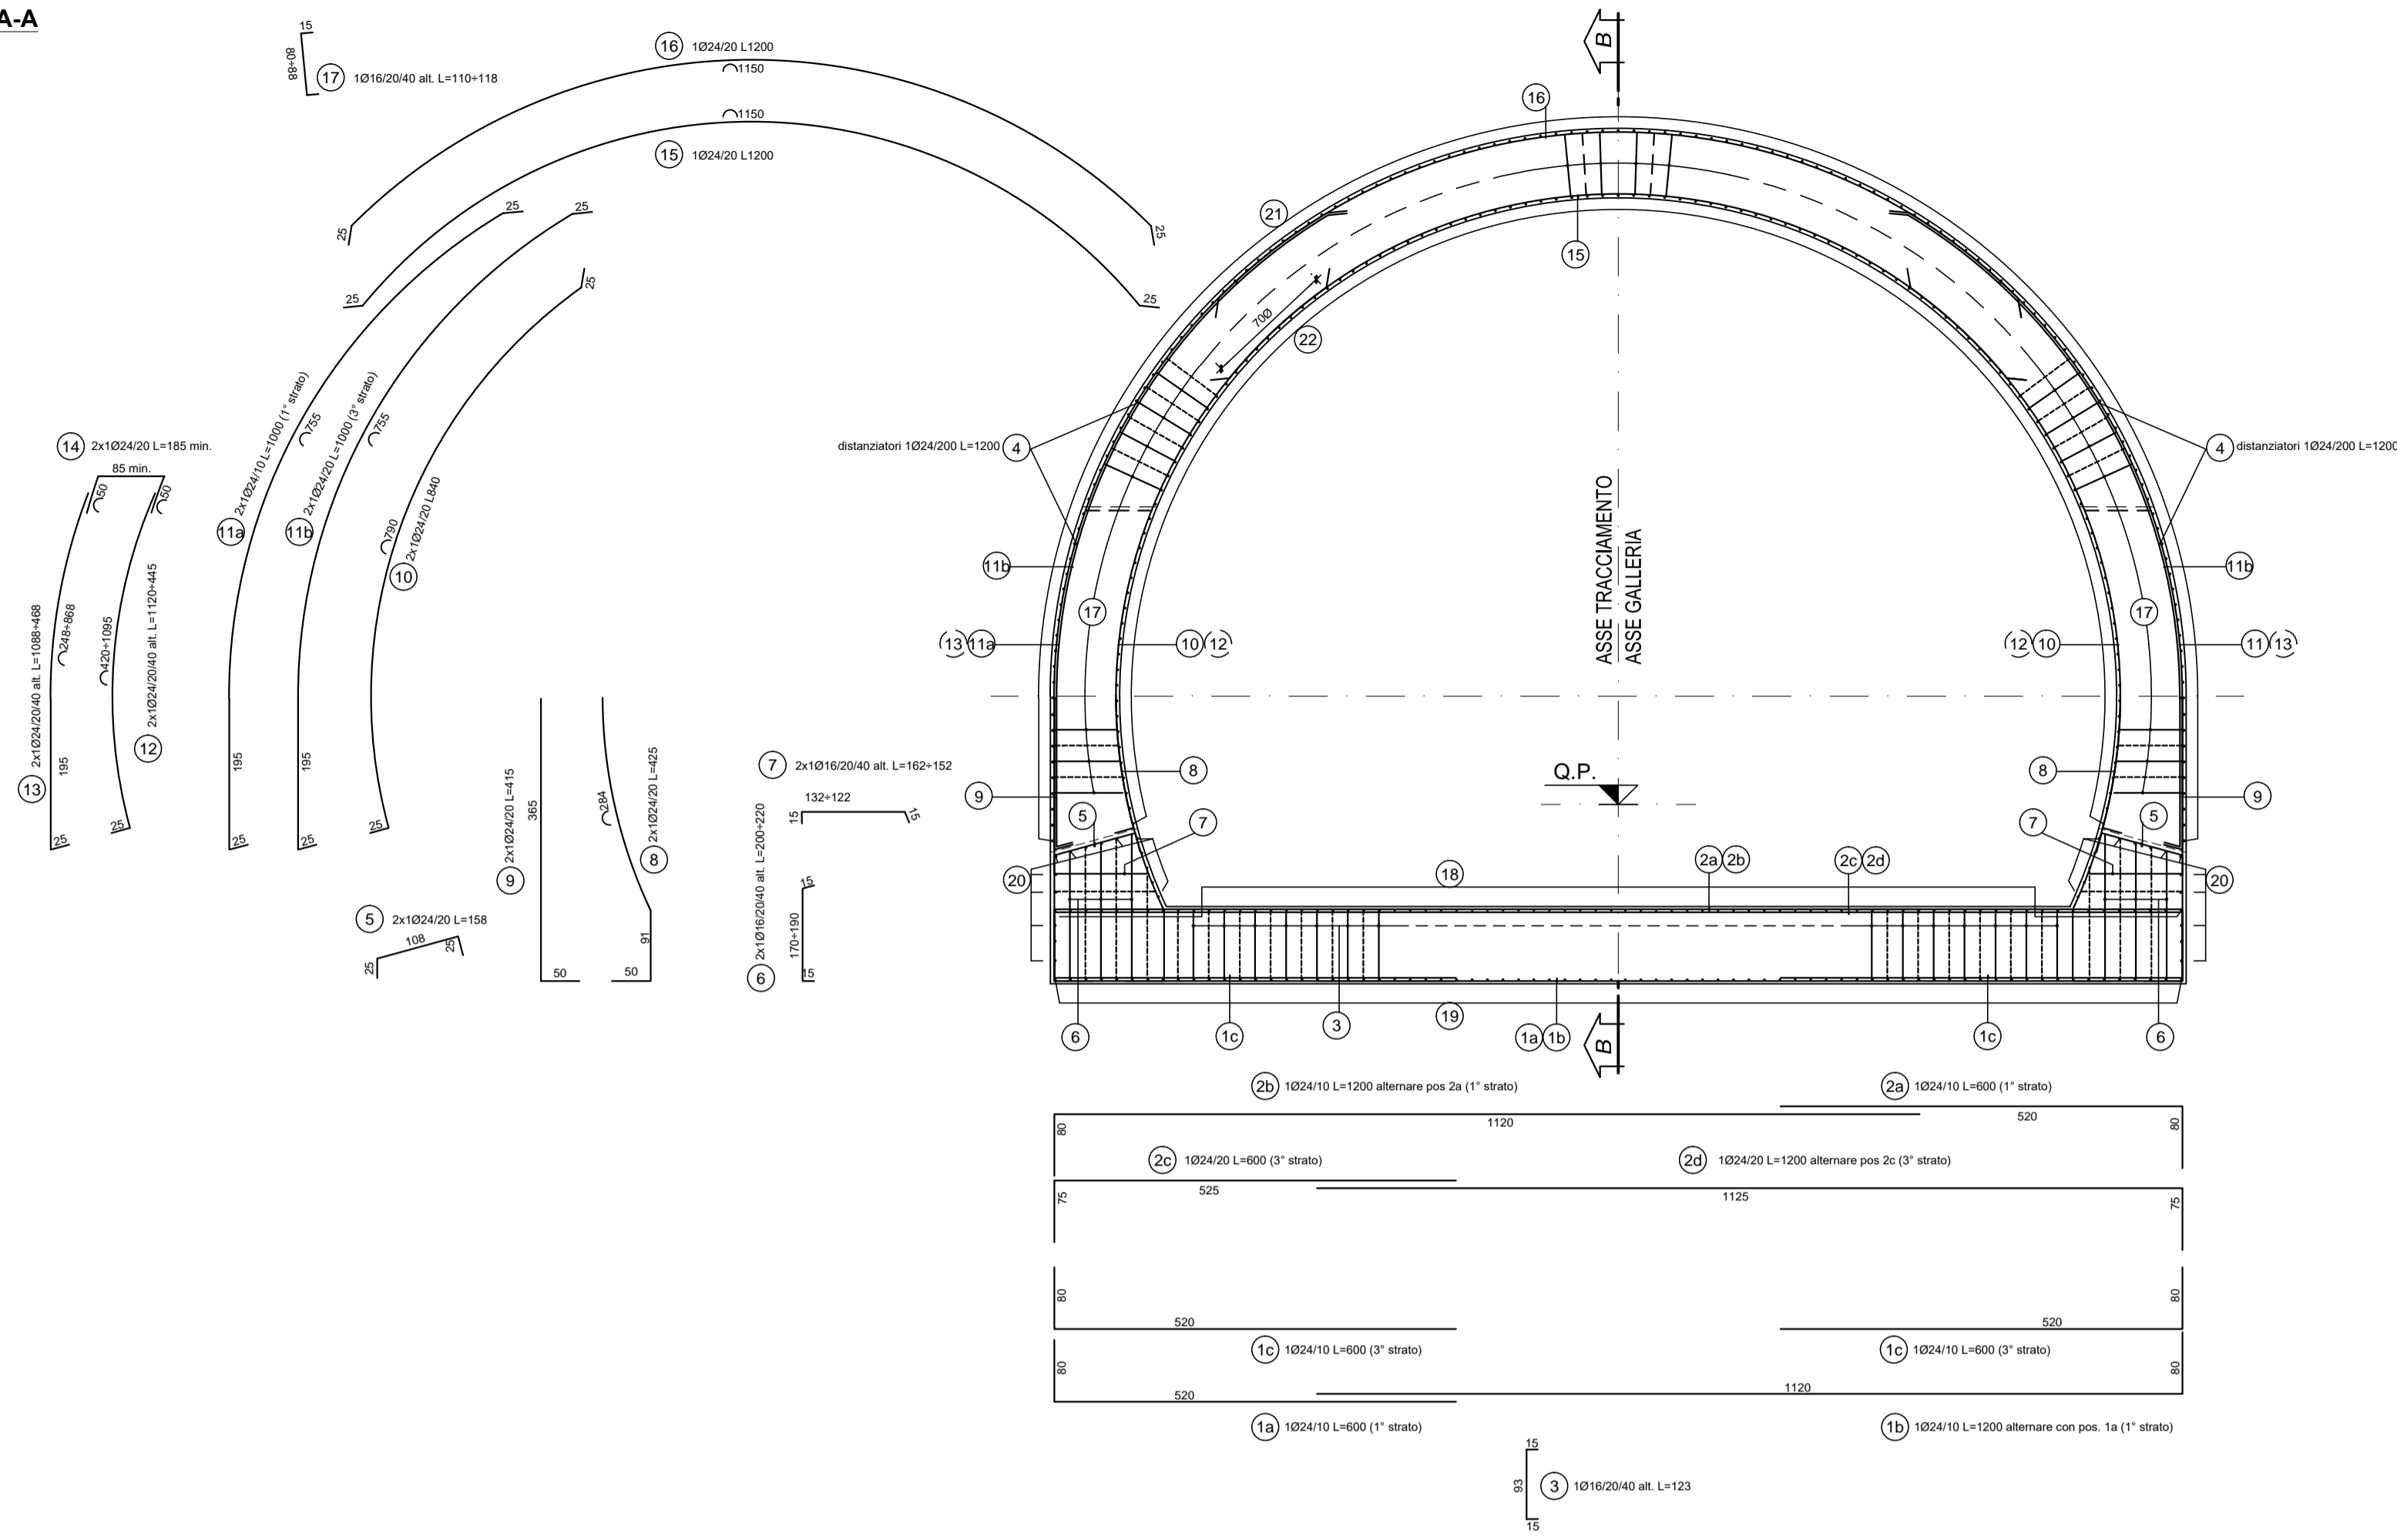 A-A
15
80÷88
17 1Ø16/20/40 alt. L=110÷118
16 1Ø24/20 L1200
1150
25
25
1150
15 1Ø24/20 L1200
25
25
25
25
25
14 2x1Ø24/20 L=185 min.
85 min.
50
50
13 2x1Ø24/20/40 alt. L=1088÷468
248÷868
195
25
12 2x1Ø24/20/40 alt. L=1120÷445
420÷1095
25
11a 2x1Ø24/10 L=1000 (1° strato)
755
195
25
11b 2x1Ø24/20 L=1000 (3° strato)
755
195
25
10 2x1Ø24/20 L840
790
25
9 2x1Ø24/20 L=415
365
50
8 2x1Ø24/20 L=425
284
91
50
5 2x1Ø24/20 L=158
108
25
25
7 2x1Ø16/20/40 alt. L=162÷152
132÷122
15
15
6 2x1Ø16/20/40 alt. L=200÷220
170÷190
15
15
B
16
21
15
70Ø
22
distanziatori 1Ø24/200 L=1200 4
4 distanziatori 1Ø24/200 L=1200
ASSE TRACCIAMENTO
ASSE GALLERIA
11b
11b
17
17
13 11a
10 12
12 10
11 13
Q.P.
8
8
9
9
5
5
7
7
20
20
18
2a 2b
2c 2d
6
1c
3
19
1a 1b
B
1c
6
2b 1Ø24/10 L=1200 alternare pos 2a (1° strato)
2a 1Ø24/10 L=600 (1° strato)
80
1120
520
80
2c 1Ø24/20 L=600 (3° strato)
2d 1Ø24/20 L=1200 alternare pos 2c (3° strato)
75
525
1125
75
80
520
520
80
1c 1Ø24/10 L=600 (3° strato)
1c 1Ø24/10 L=600 (3° strato)
80
520
1120
80
1a 1Ø24/10 L=600 (1° strato)
1b 1Ø24/10 L=1200 alternare con pos. 1a (1° strato)
15
93
3 1Ø16/20/40 alt. L=123
15